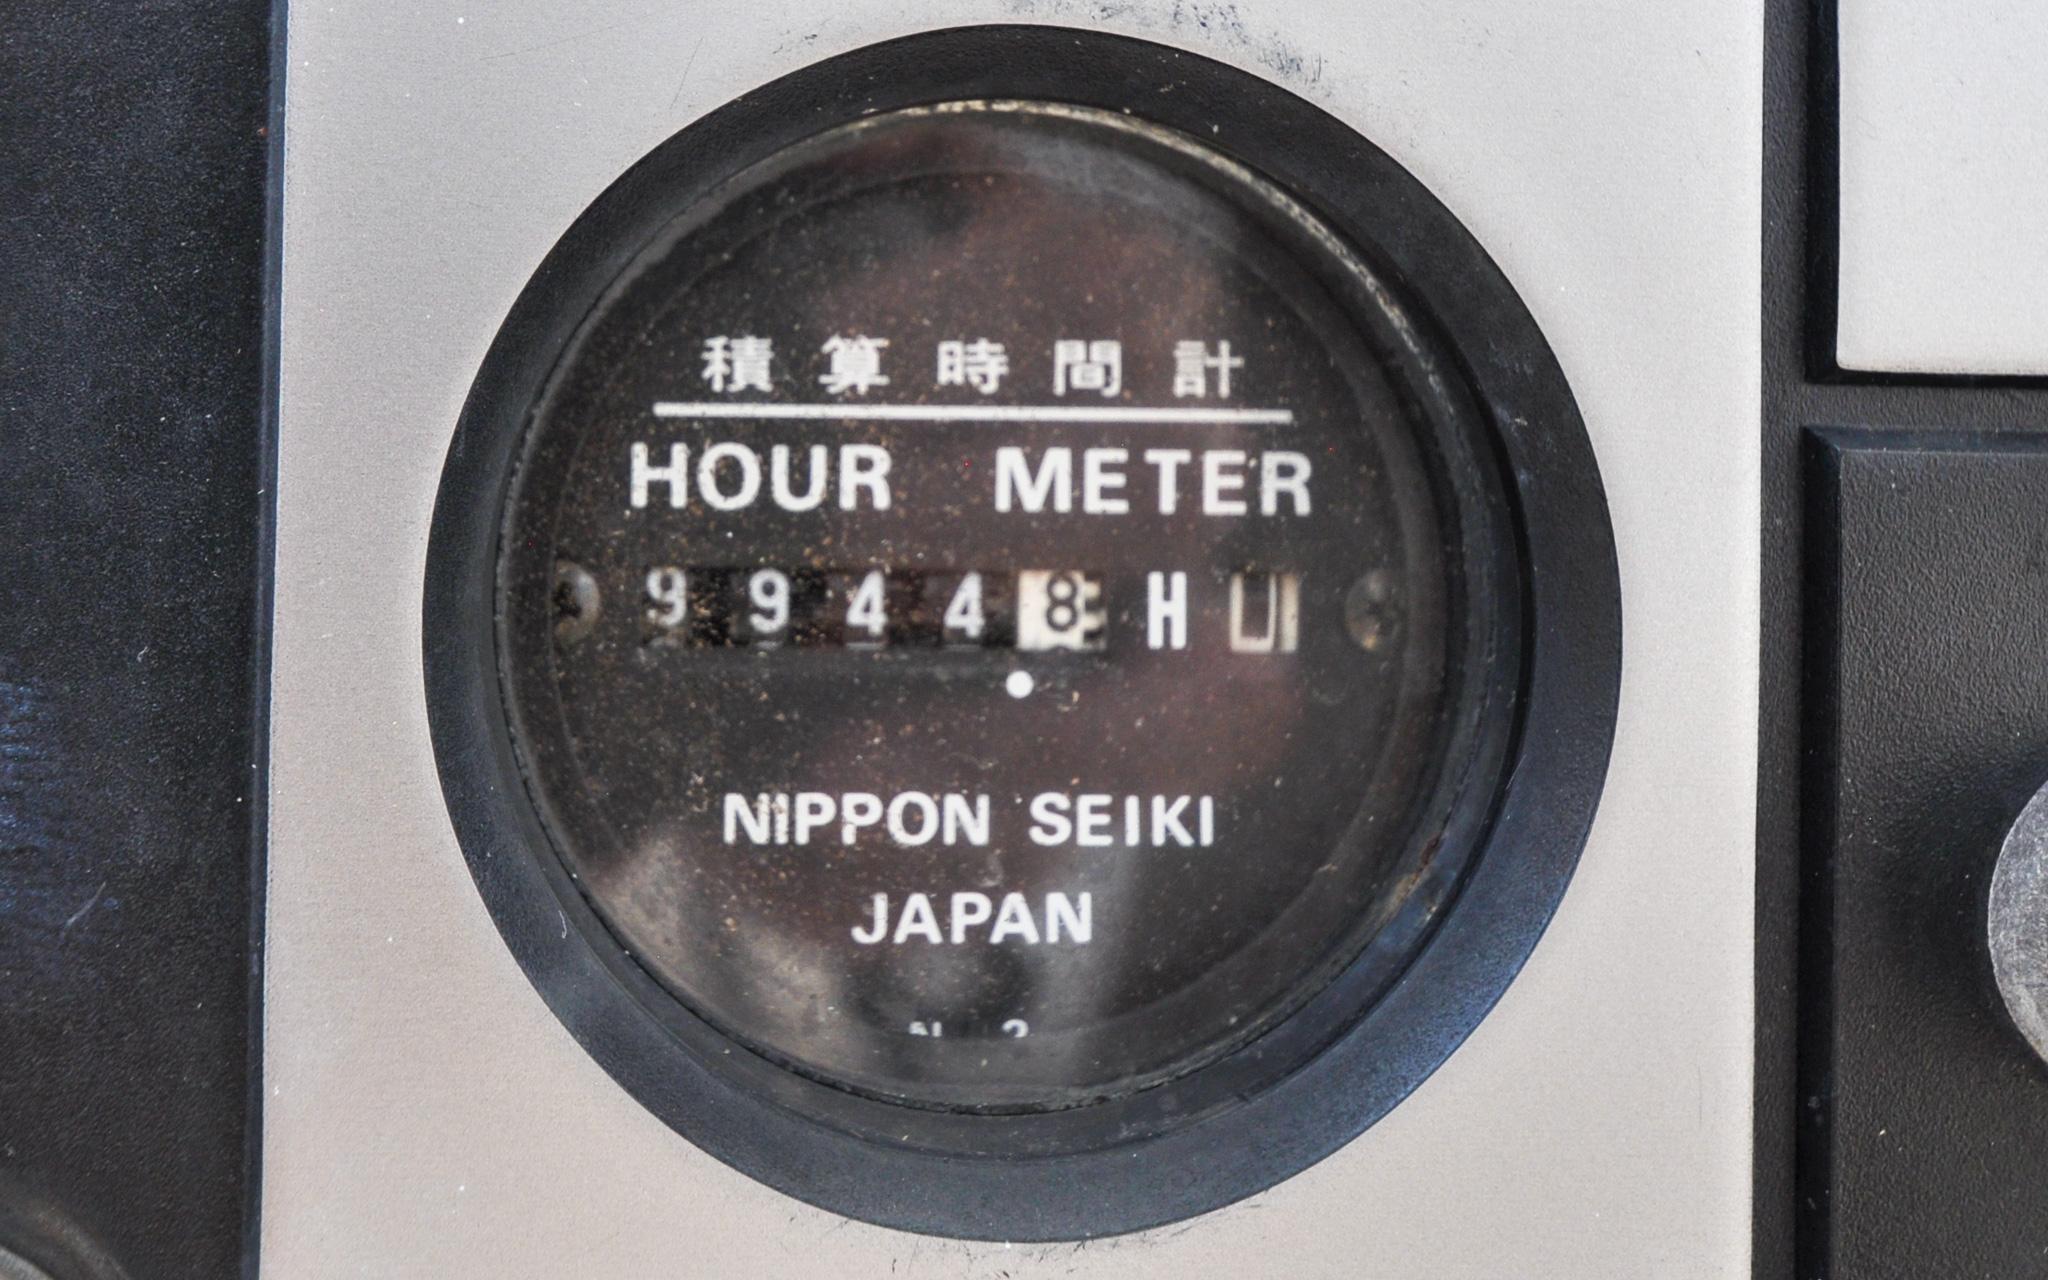 積算時間計
HOUR METER
99448 H
NIPPON SEIKI
JAPAN